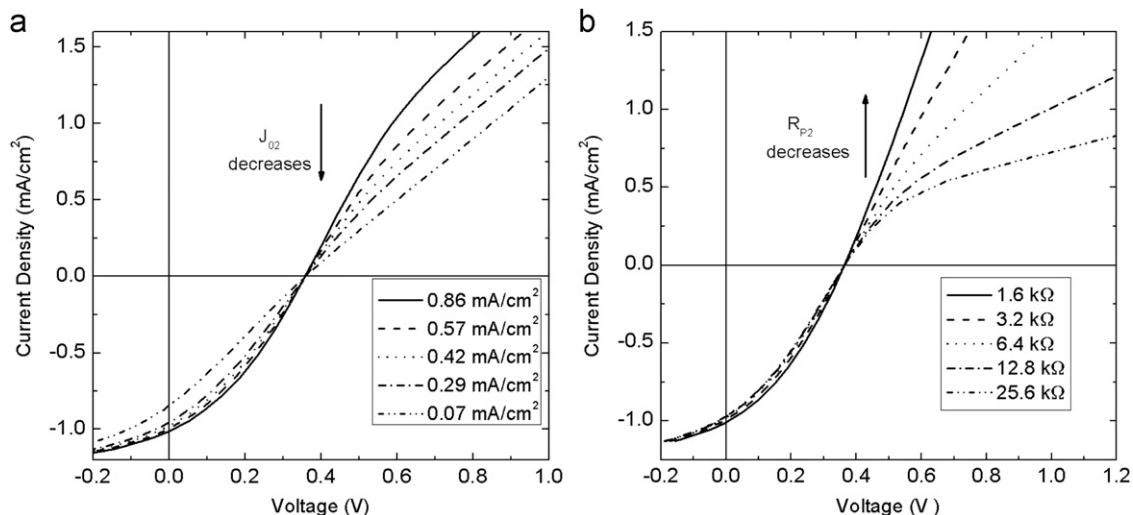 a
Current Density (mA/cm²)
1.5
1.0
0.5
0.0
-0.5
-1.0
J₀₂
decreases
0.86 mA/cm²
0.57 mA/cm²
0.42 mA/cm²
0.29 mA/cm²
0.07 mA/cm²
-0.2 0.0 0.2 0.4 0.6 0.8 1.0
Voltage (V)
b
Current Density (mA/cm²)
1.5
1.0
0.5
0.0
-0.5
-1.0
R_P2
decreases
1.6 kΩ
3.2 kΩ
6.4 kΩ
12.8 kΩ
25.6 kΩ
-0.2 0.0 0.2 0.4 0.6 0.8 1.0 1.2
Voltage (V )